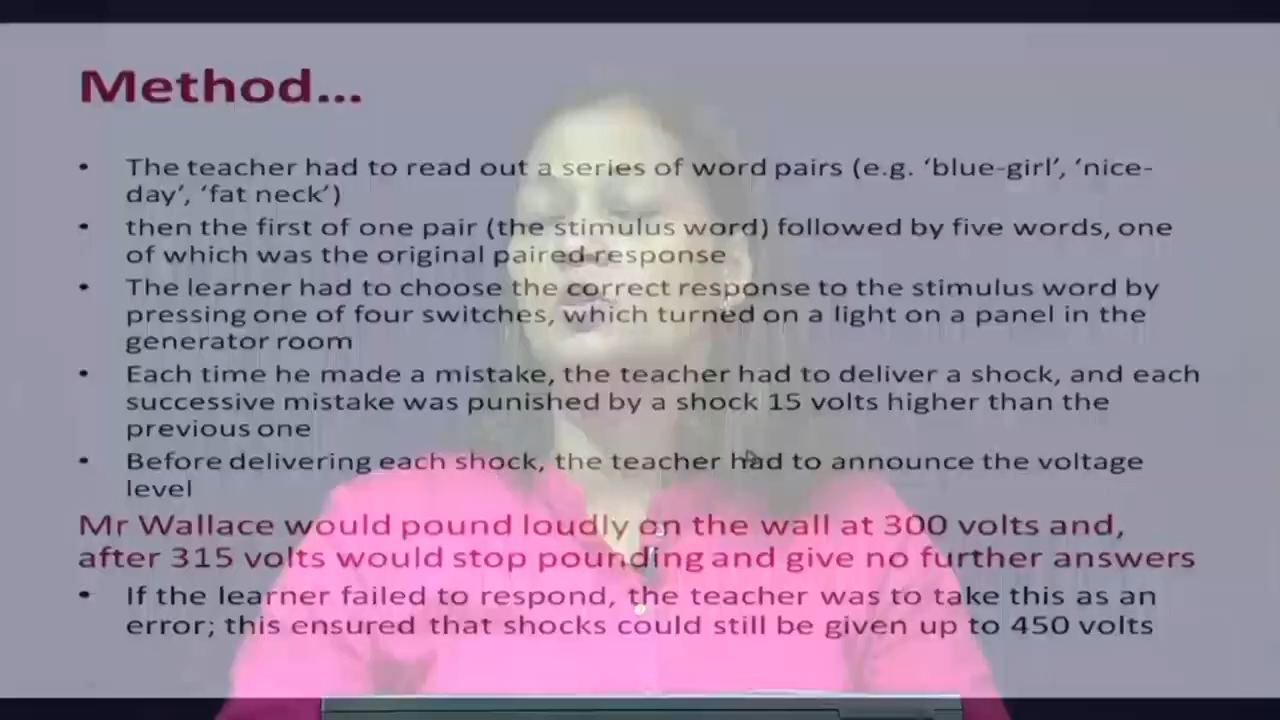 Method...
• The teacher had to read out a series of word pairs (e.g. ‘blue-girl’, ‘nice-
day’, ‘fat neck’)
• then the first of one pair (the stimulus word) followed by five words, one
of which was the original paired response
• The learner had to choose the correct response to the stimulus word by
pressing one of four switches, which turned on a light on a panel in the
generator room
• Each time he made a mistake, the teacher had to deliver a shock, and each
successive mistake was punished by a shock 15 volts higher than the
previous one
• Before delivering each shock, the teacher had to announce the voltage
level
Mr Wallace would pound loudly on the wall at 300 volts and,
after 315 volts would stop pounding and give no further answers
• If the learner failed to respond, the teacher was to take this as an
error; this ensured that shocks could still be given up to 450 volts